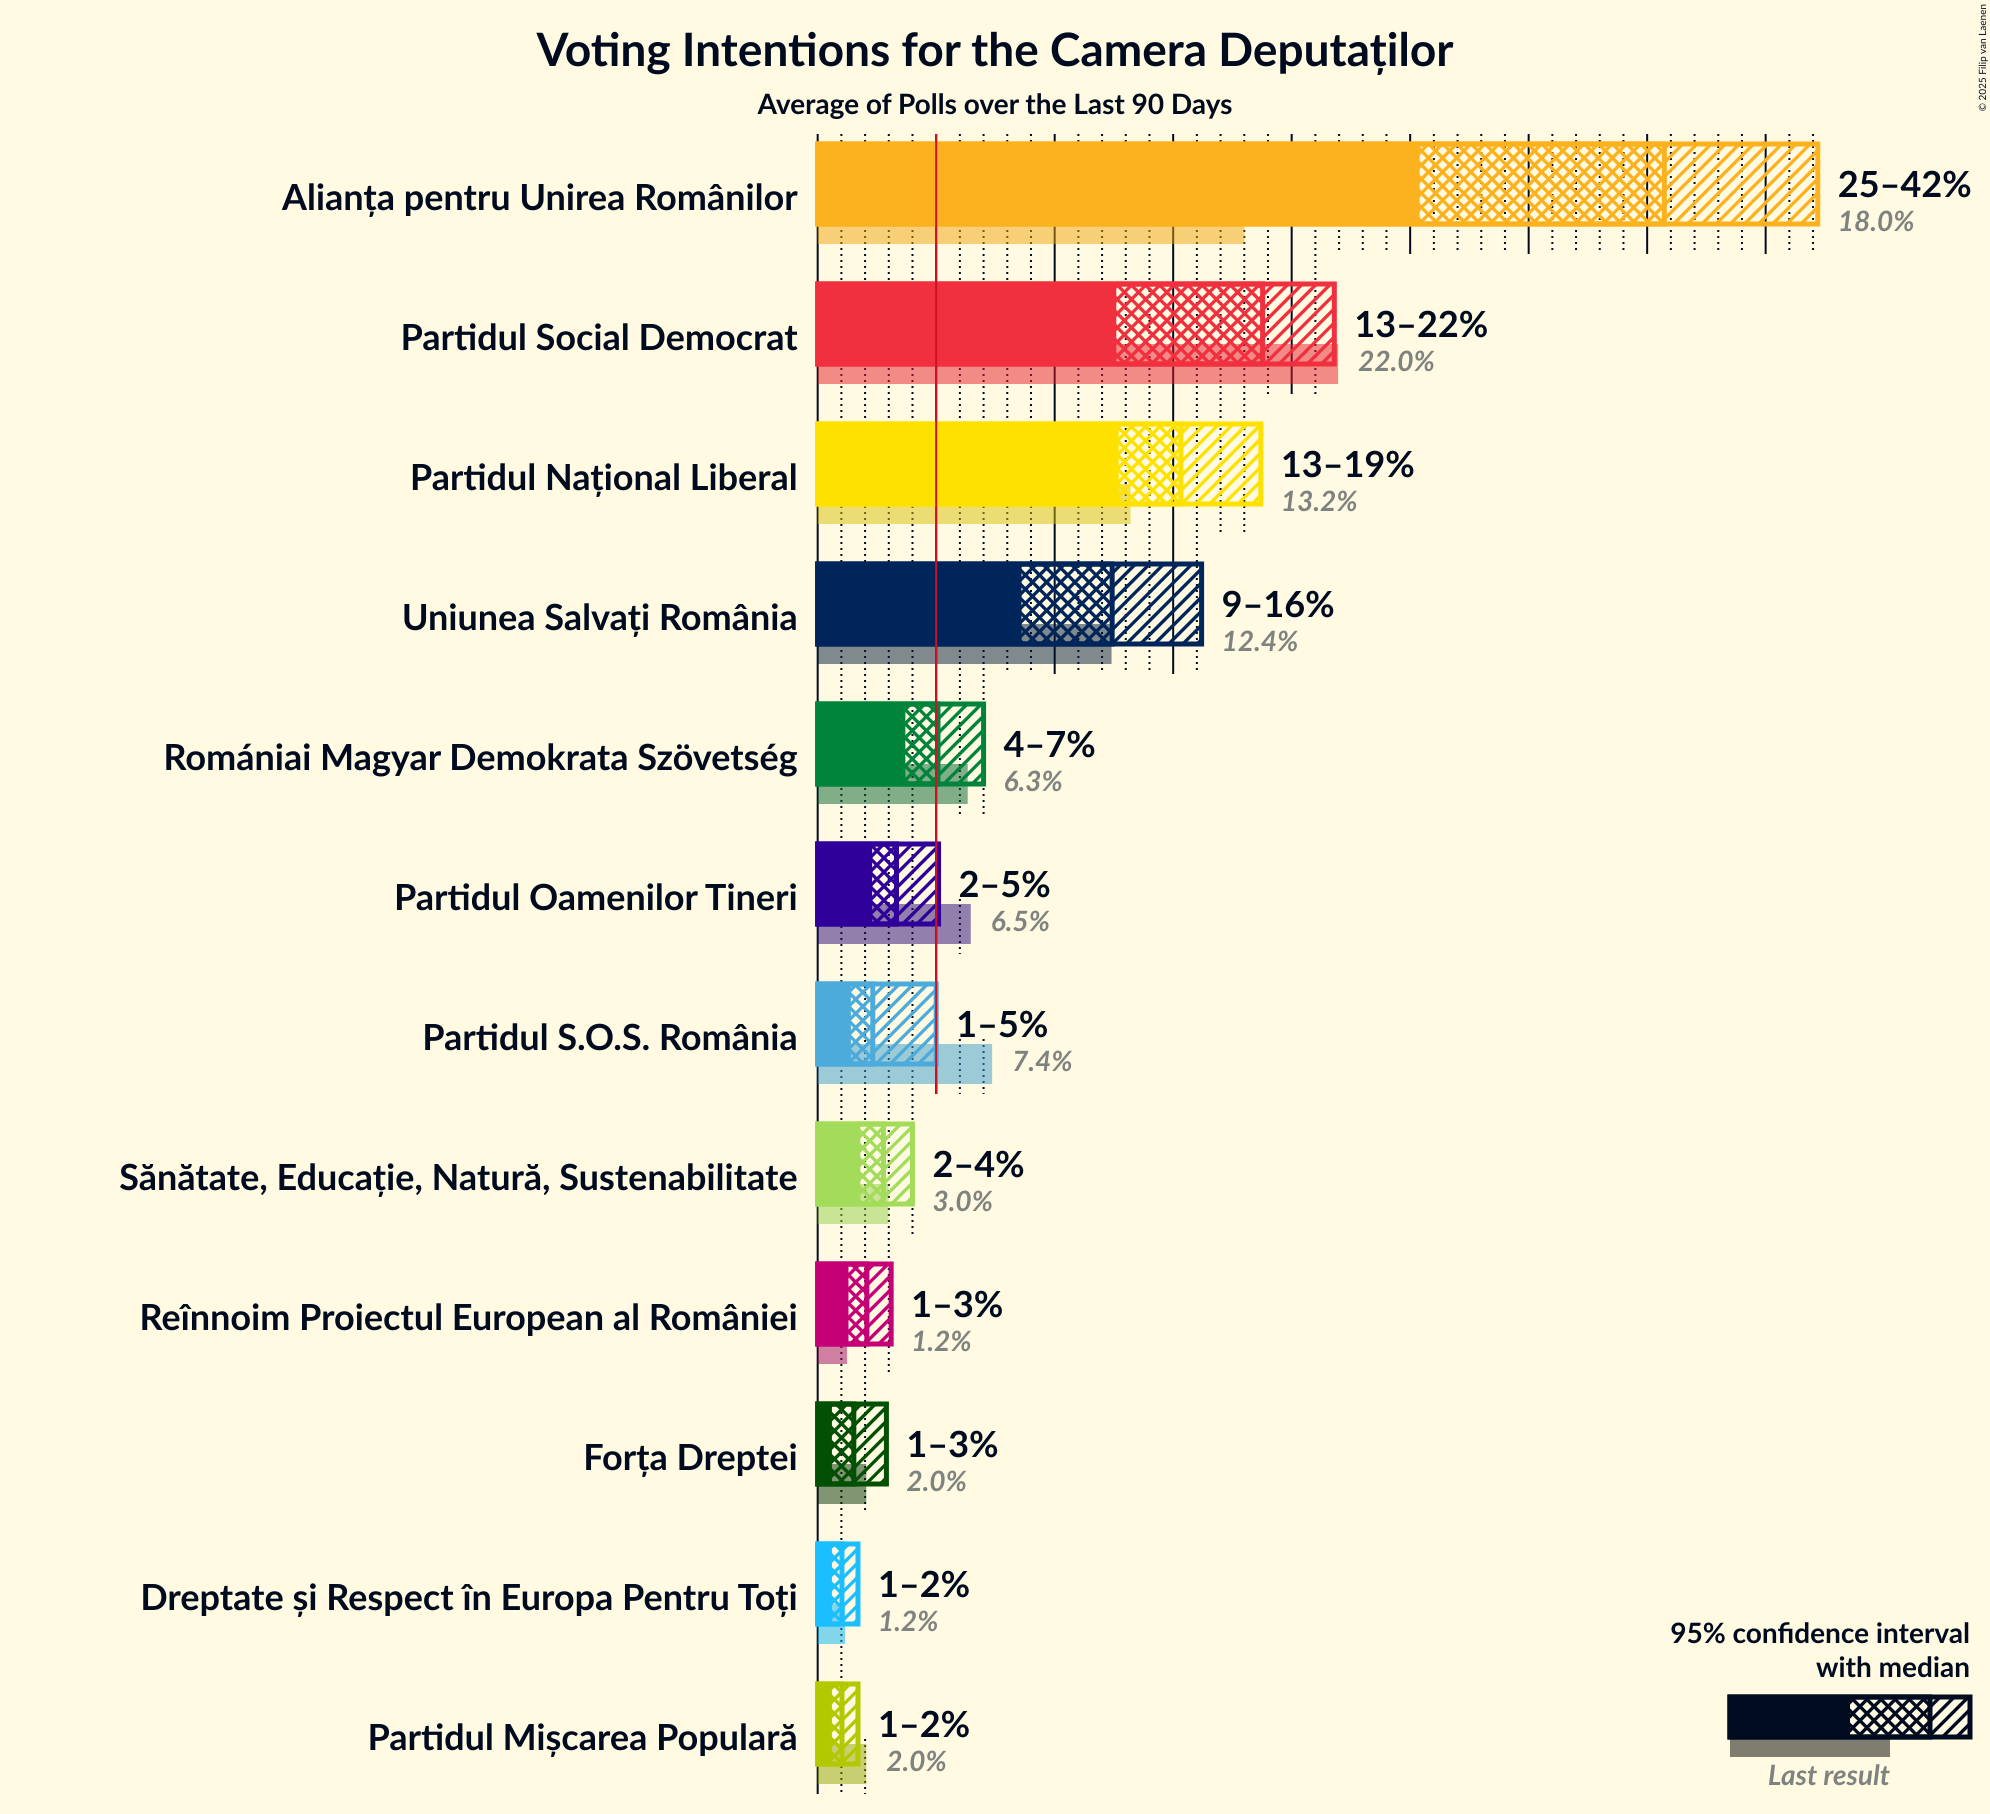 Voting Intentions for the Camera Deputaților
Average of Polls over the Last 90 Days
© 2025 Filip van Laenen
Alianța pentru Unirea Românilor
25–42%
18.0%
Partidul Social Democrat
13–22%
22.0%
Partidul Național Liberal
13–19%
13.2%
Uniunea Salvați România
9–16%
12.4%
Romániai Magyar Demokrata Szövetség
4–7%
6.3%
Partidul Oamenilor Tineri
2–5%
6.5%
Partidul S.O.S. România
1–5%
7.4%
Sănătate, Educație, Natură, Sustenabilitate
2–4%
3.0%
Reînnoim Proiectul European al României
1–3%
1.2%
Forța Dreptei
1–3%
2.0%
Dreptate și Respect în Europa Pentru Toți
1–2%
1.2%
Partidul Mișcarea Populară
1–2%
2.0%
95% confidence interval
with median
Last result